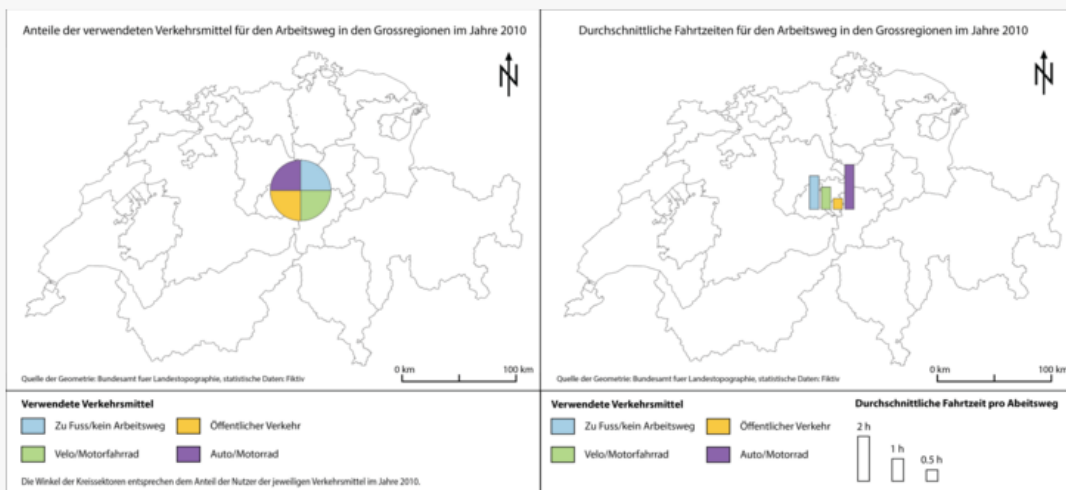 Anteile der verwendeten Verkehrsmittel für den Arbeitsweg in den Grossregionen im Jahre 2010
N
0 km 100 km
Quelle der Geometrie: Bundesamt fuer Landestopographie, statistische Daten: Fiktiv
Verwendete Verkehrsmittel
Zu Fuss/kein Arbeitsweg Öffentlicher Verkehr
Velo/Motorfahrrad Auto/Motorrad
Die Winkel der Kreissektoren entsprechen dem Anteil der Nutzer der jeweiligen Verkehrsmittel im Jahre 2010.
Durchschnittliche Fahrtzeiten für den Arbeitsweg in den Grossregionen im Jahre 2010
N
0 km 100 km
Quelle der Geometrie: Bundesamt fuer Landestopographie, statistische Daten: Fiktiv
Verwendete Verkehrsmittel
Zu Fuss/kein Arbeitsweg Öffentlicher Verkehr
Velo/Motorfahrrad Auto/Motorrad
Durchschnittliche Fahrtzeit pro Abeitsweg
2 h
1 h
0.5 h